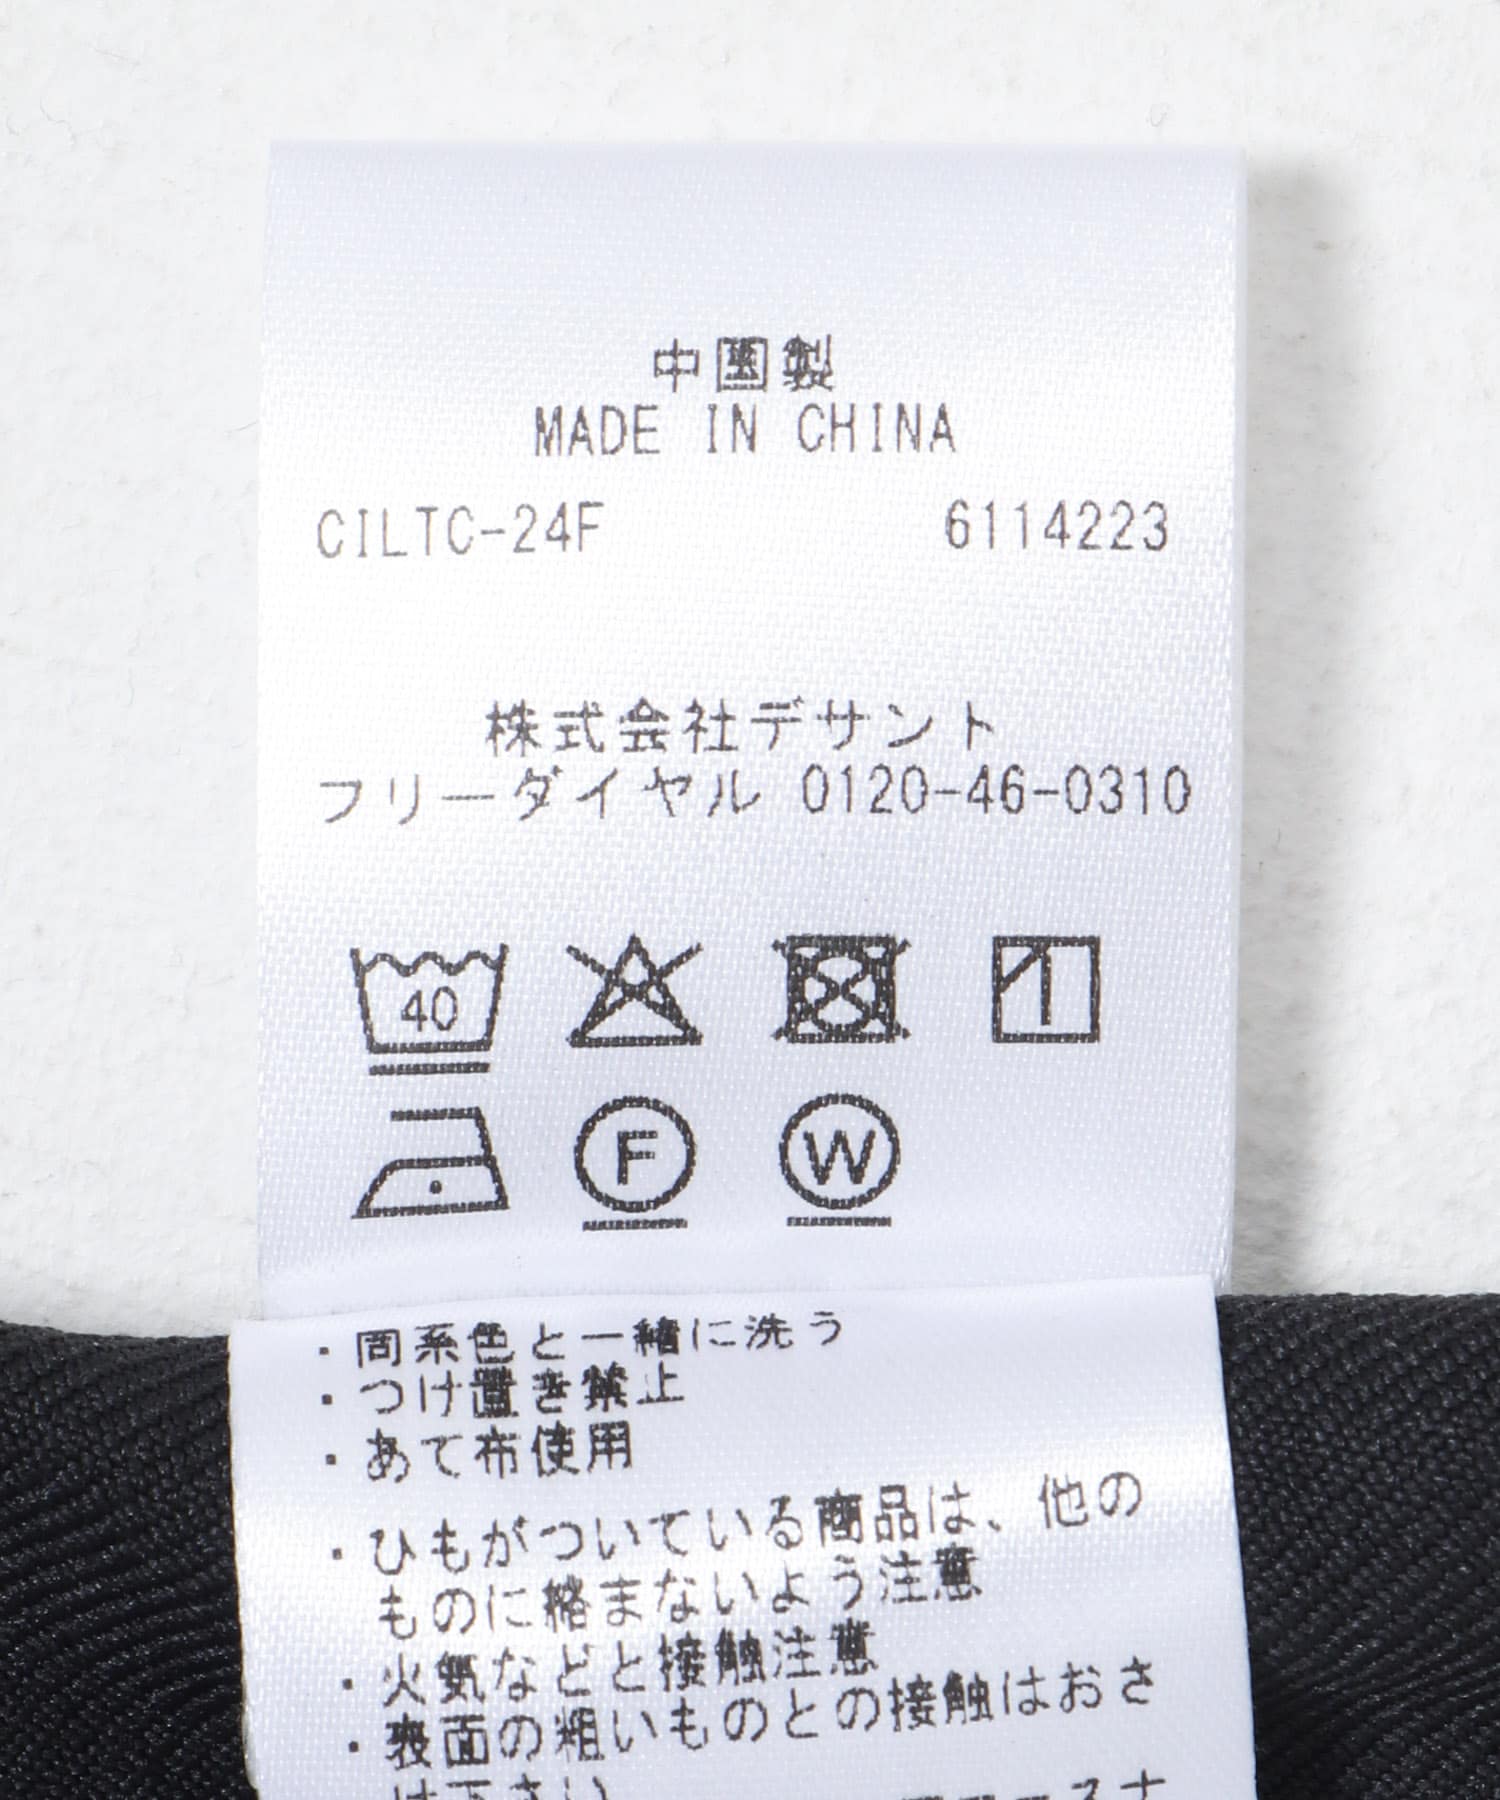 中国製
MADE IN CHINA
CILTC-24F 6114223
株式会社デサント
フリーダイヤル 0120-46-0310
40
F W
・同系色と一緒に洗う
・つけ置き禁止
・あて布使用
・ひもがついている商品は、他の
ものに絡まないよう注意
・火気などと接触注意
・表面の粗いものとの接触はおさ
け下さい